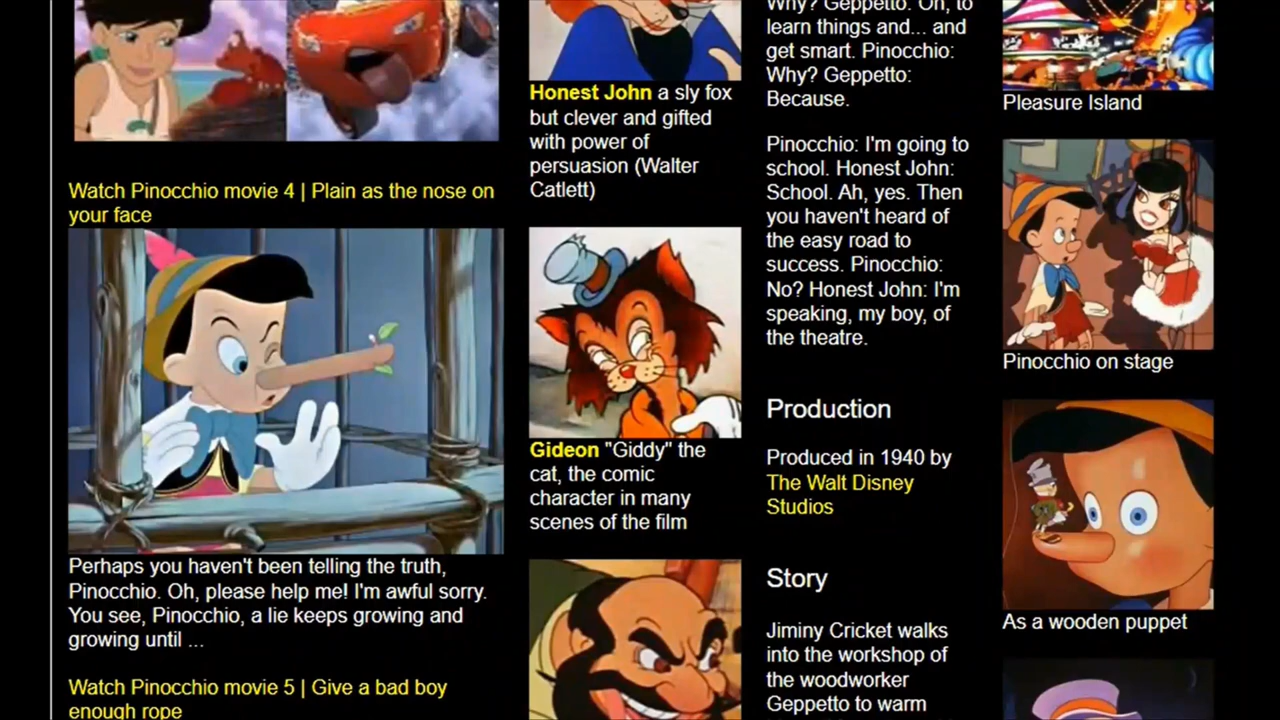 Watch Pinocchio movie 4 | Plain as the nose on
your face
Perhaps you haven't been telling the truth,
Pinocchio. Oh, please help me! I'm awful sorry.
You see, Pinocchio, a lie keeps growing and
growing until ...
Watch Pinocchio movie 5 | Give a bad boy
enough rope
Honest John a sly fox
but clever and gifted
with power of
persuasion (Walter
Catlett)
Gideon "Giddy" the
cat, the comic
character in many
scenes of the film
Why? Geppetto: Oh, to
learn things and... and
get smart. Pinocchio:
Why? Geppetto:
Because.
Pinocchio: I'm going to
school. Honest John:
School. Ah, yes. Then
you haven't heard of
the easy road to
success. Pinocchio:
No? Honest John: I'm
speaking, my boy, of
the theatre.
Production
Produced in 1940 by
The Walt Disney
Studios
Story
Jiminy Cricket walks
into the workshop of
the woodworker
Geppetto to warm
Pleasure Island
Pinocchio on stage
As a wooden puppet